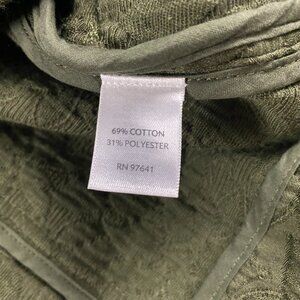 69% COTTON
31% POLYESTER
RN 97641